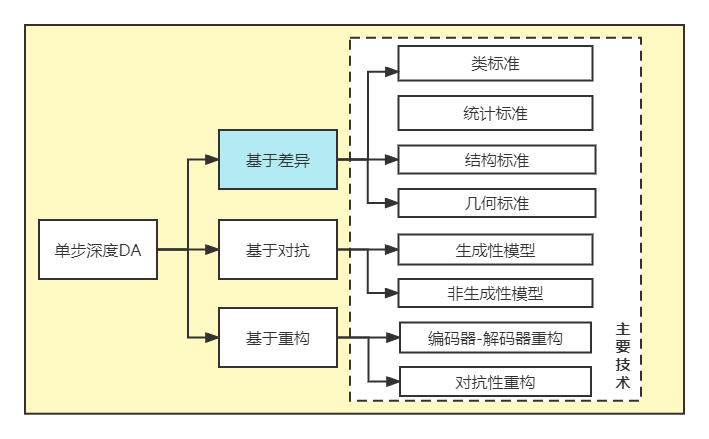 单步深度DA
基于差异
基于对抗
基于重构
类标准
统计标准
结构标准
几何标准
生成性模型
非生成性模型
编码器-解码器重构
对抗性重构
主要技术